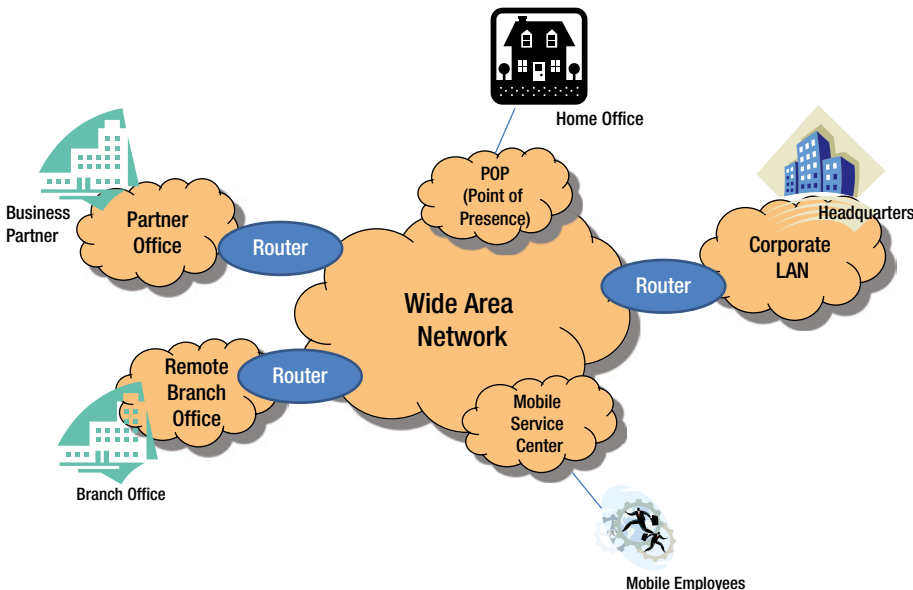 Home Office
POP
(Point of
Presence)
Business
Partner
Partner
Office
Router
Headquarters
Corporate
LAN
Router
Wide Area
Network
Remote
Branch
Office
Router
Mobile
Service
Center
Branch Office
Mobile Employees